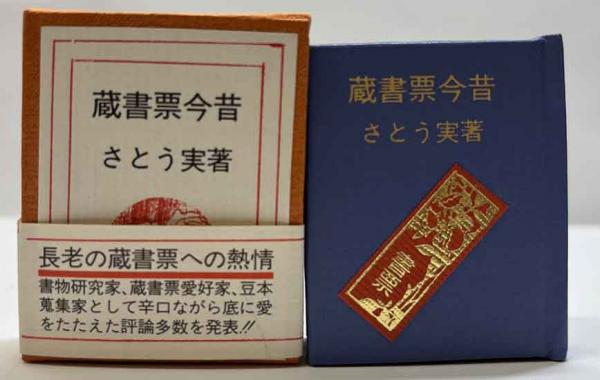 蔵書票今昔
さとう実著
長老の蔵書票への熱情
書物研究家、蔵書票愛好家、豆本
蒐集家として辛口ながら底に愛
をたたえた評論多数を発表!!
蔵書票今昔
さとう実著
書票